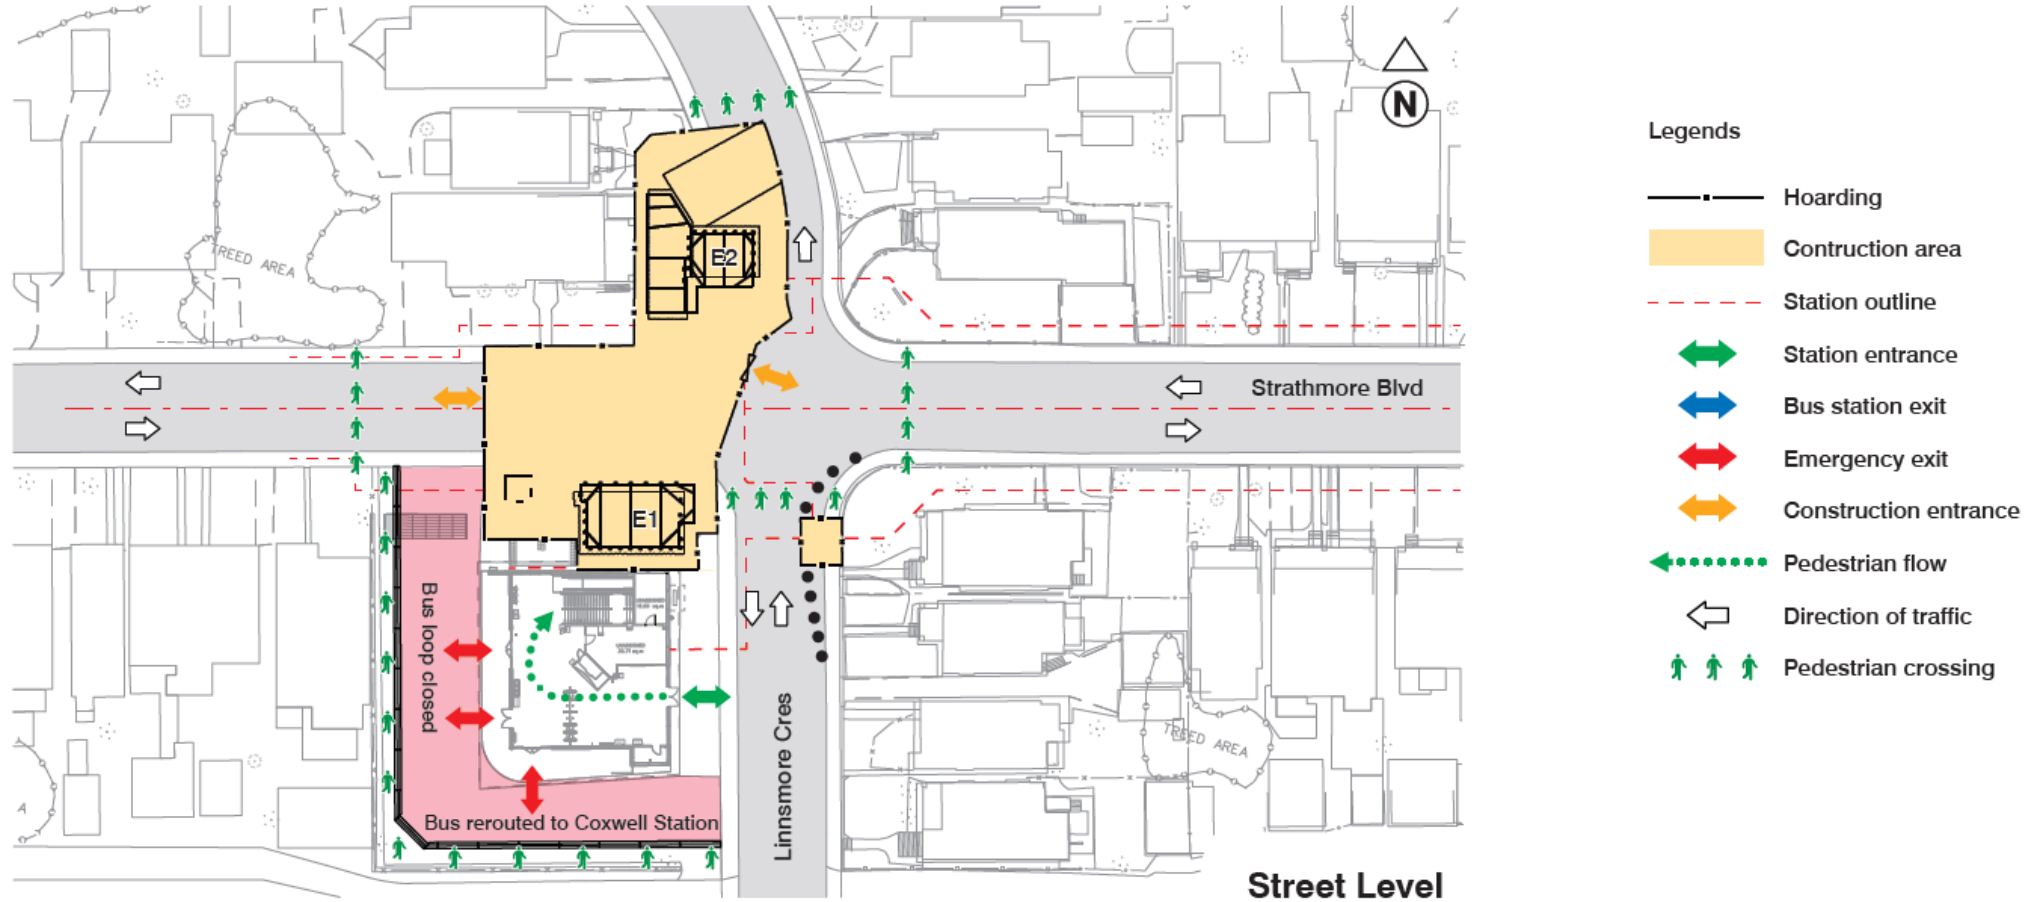 N
TREED AREA
E2
Strathmore Blvd
E1
Bus loop closed
Linnsmore Cres
TREED AREA
A
Bus rerouted to Coxwell Station
Street Level
Legends
Hoarding
Contruction area
Station outline
Station entrance
Bus station exit
Emergency exit
Construction entrance
Pedestrian flow
Direction of traffic
Pedestrian crossing